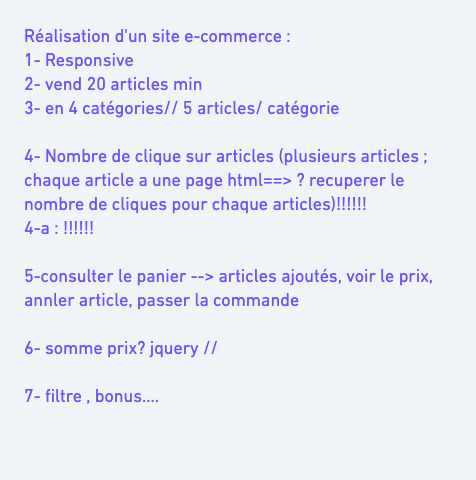 Réalisation d'un site e-commerce :
1- Responsive
2- vend 20 articles min
3- en 4 catégories// 5 articles/ catégorie
4- Nombre de clique sur articles (plusieurs articles ;
chaque article a une page html==> ? recuperer le
nombre de cliques pour chaque articles)!!!!!!
4-a : !!!!!!
5-consulter le panier --> articles ajoutés, voir le prix,
annler article, passer la commande
6- somme prix? jquery //
7- filtre , bonus....